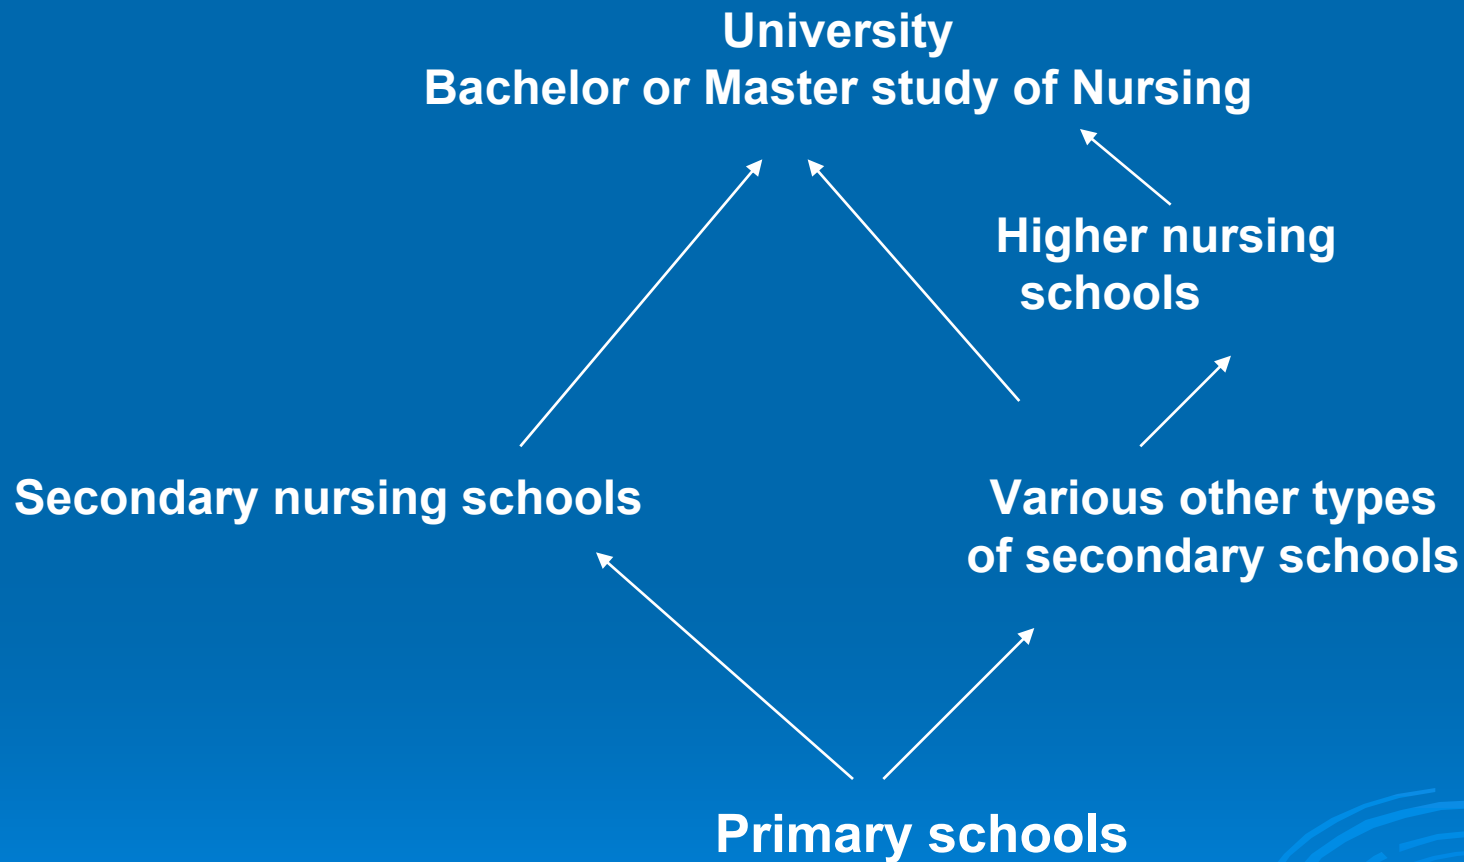 University
Bachelor or Master study of Nursing
Higher nursing
schools
Secondary nursing schools
Various other types
of secondary schools
Primary schools